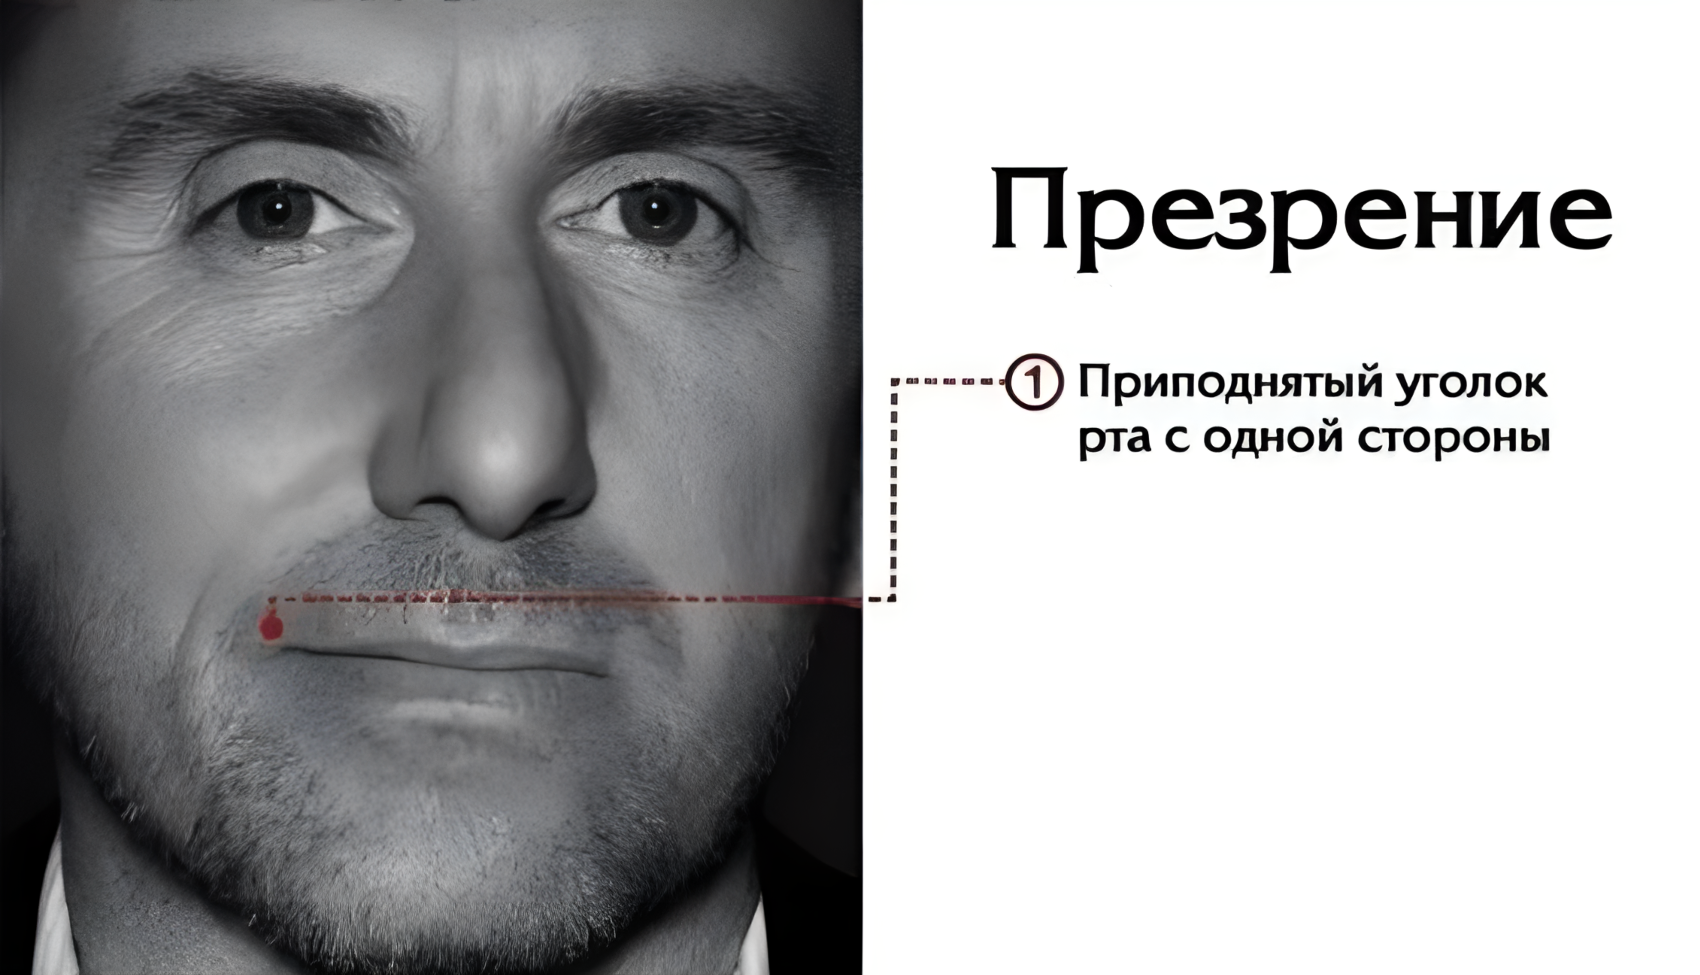 Презрение
1 Приподнятый уголок
рта с одной стороны